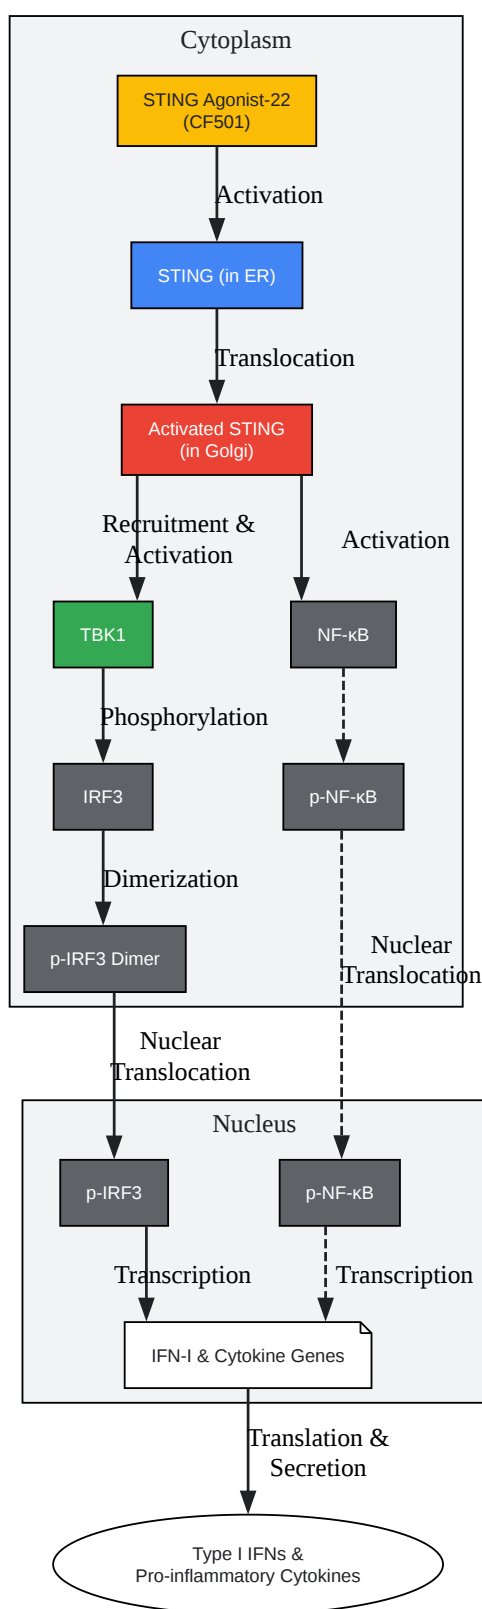 Cytoplasm
STING Agonist-22
(CF501)
Activation
STING (in ER)
Translocation
Activated STING
(in Golgi)
Recruitment &
Activation
Activation
TBK1
NF-κB
Phosphorylation
IRF3
p-NF-κB
Dimerization
p-IRF3 Dimer
Nuclear
Translocation
Nuclear
Translocation
Nucleus
p-IRF3
p-NF-κB
Transcription
Transcription
IFN-I & Cytokine Genes
Translation &
Secretion
Type I IFNs &
Pro-inflammatory Cytokines